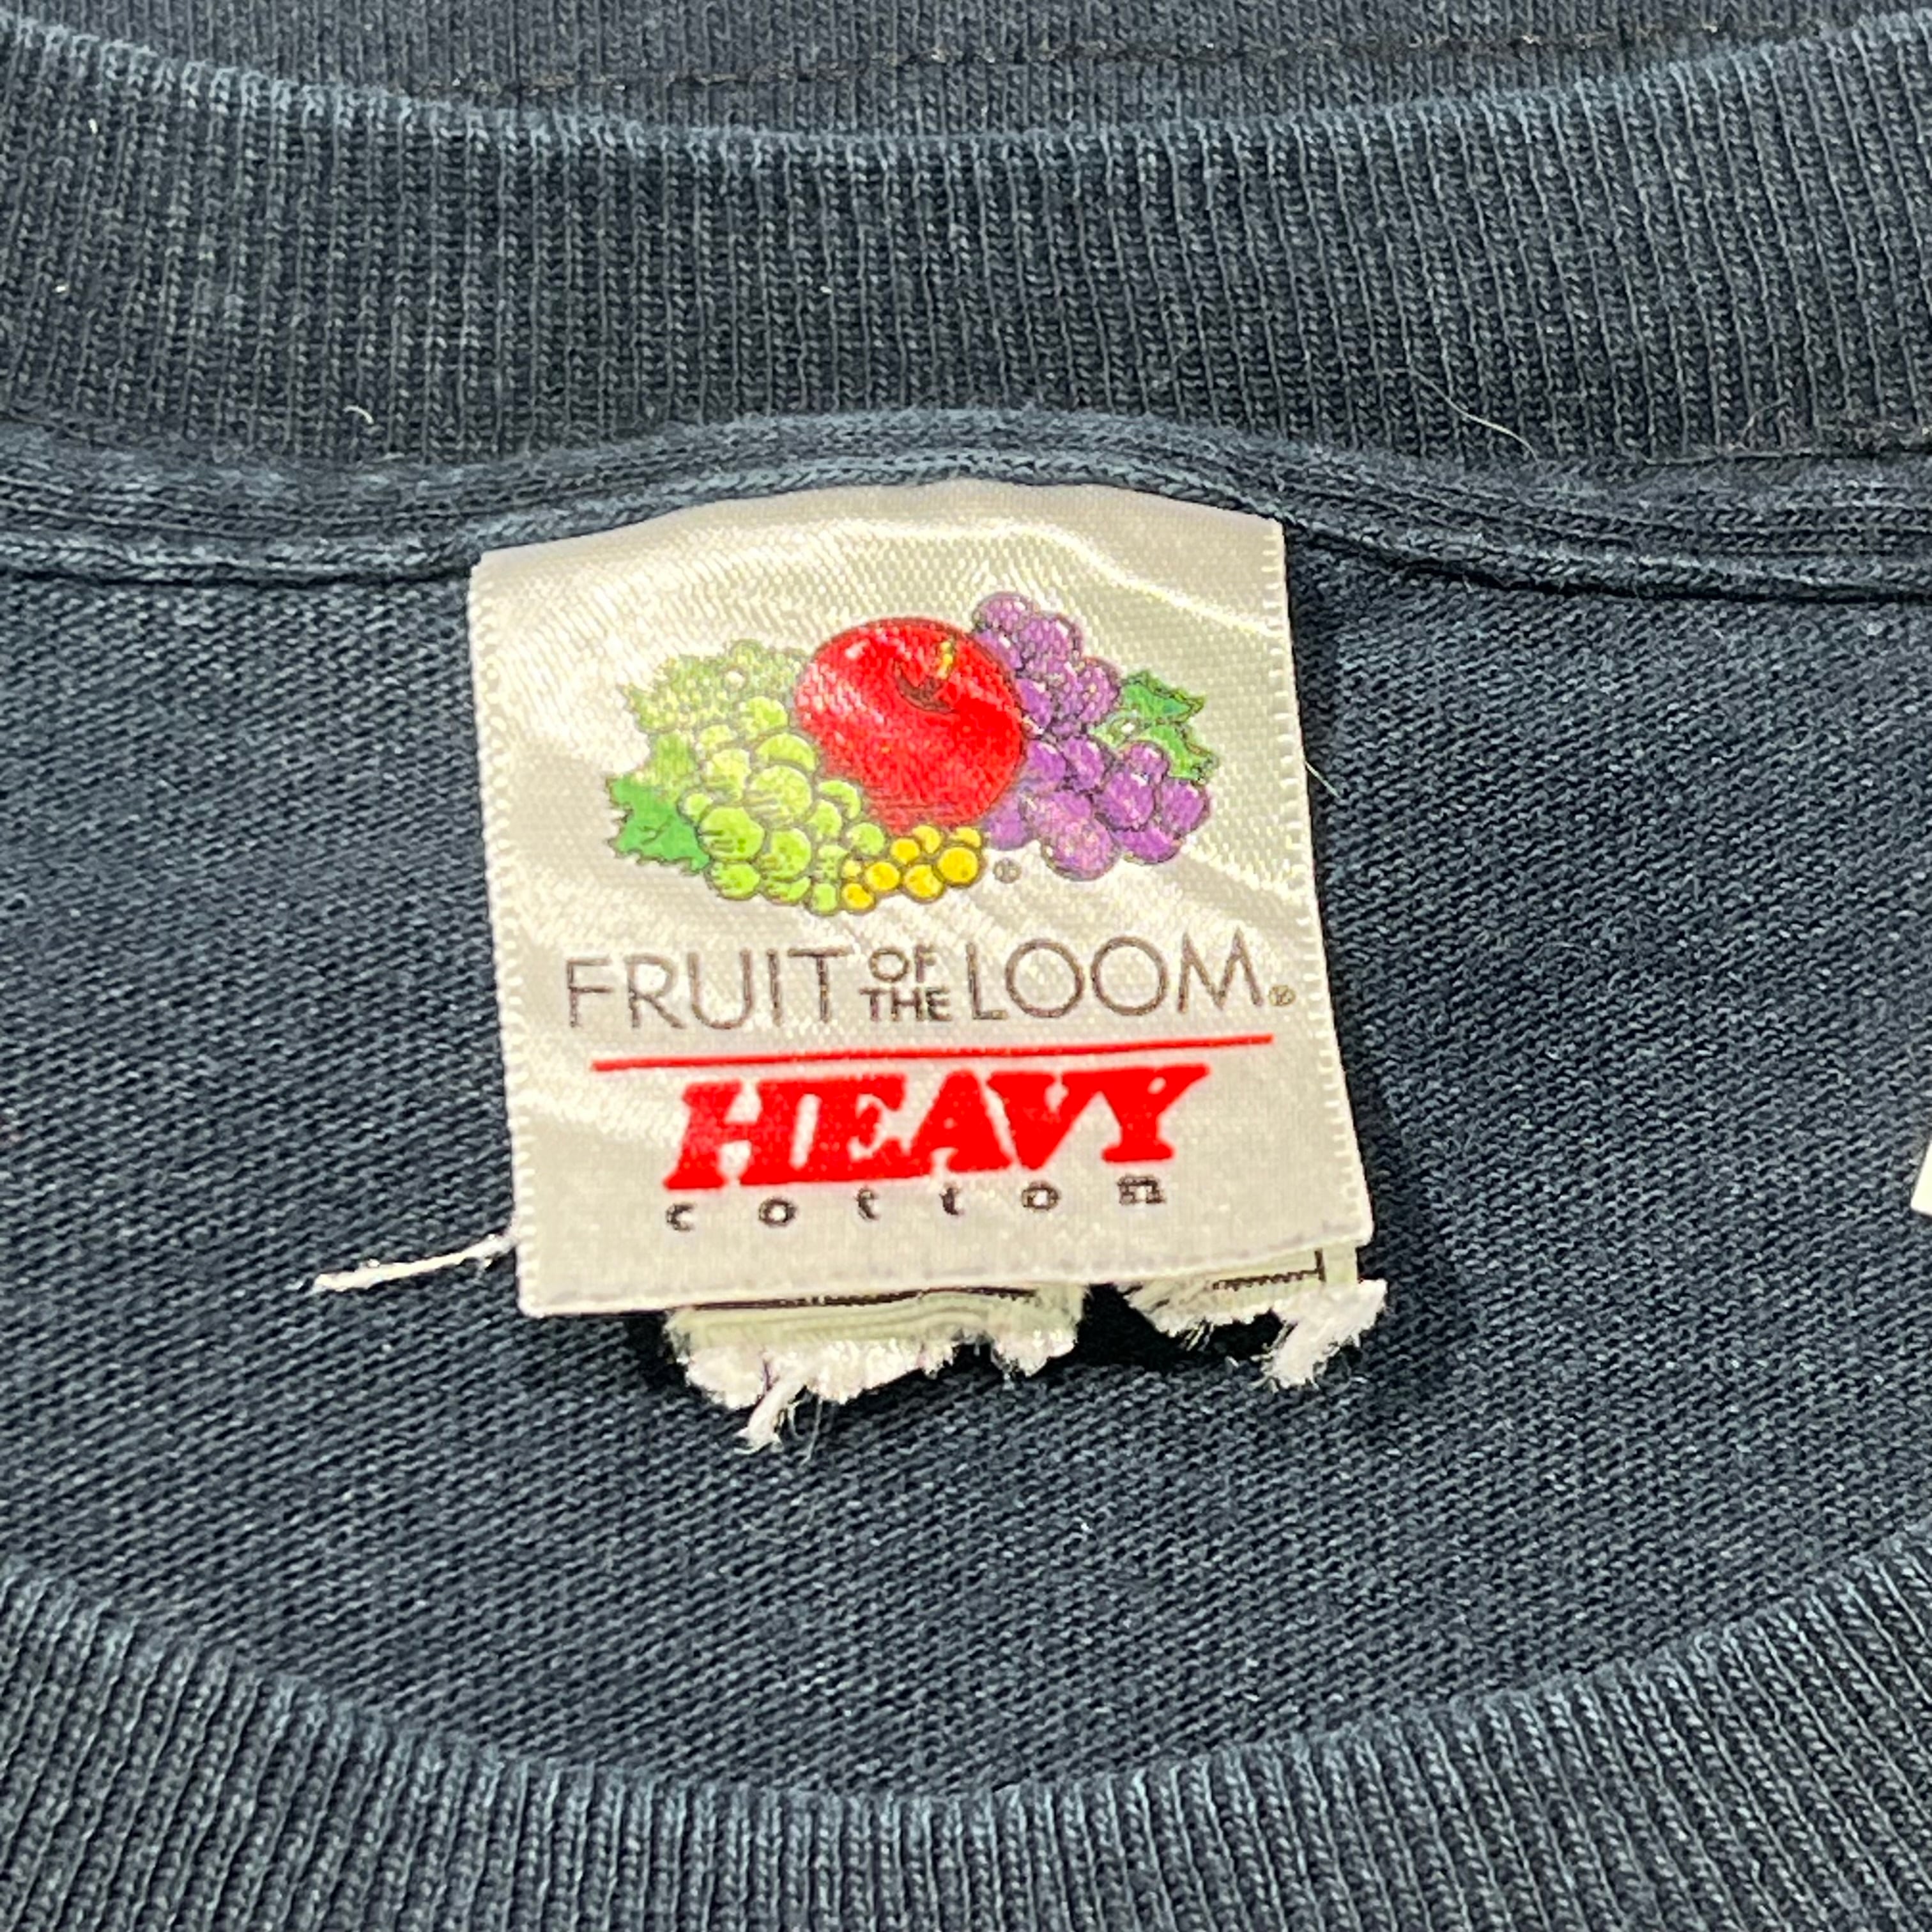 FRUIT OF THE LOOM®
HEAVY
cotton